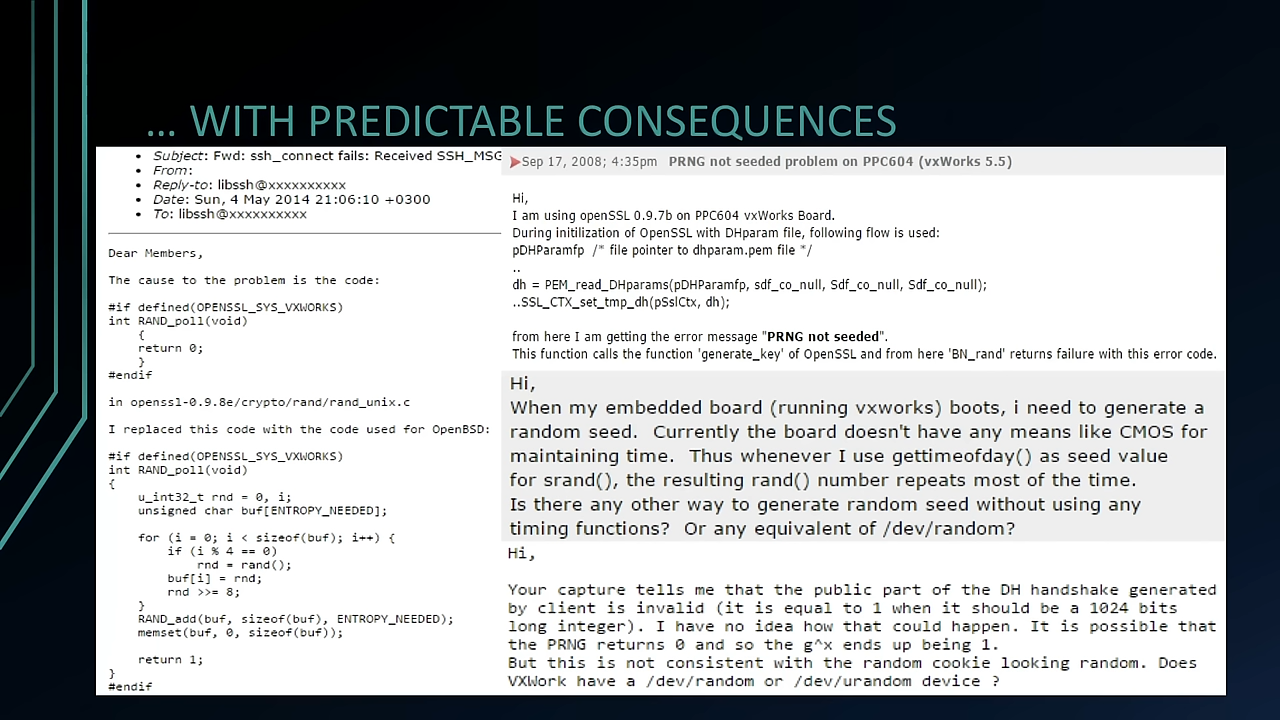 ... WITH PREDICTABLE CONSEQUENCES
• Subject: Fwd: ssh_connect fails: Received SSH_MSG
• From:
• Reply-to: libssh@xxxxxxxxxx
• Date: Sun, 4 May 2014 21:06:10 +0300
• To: libssh@xxxxxxxxxx
Dear Members,
The cause to the problem is the code:
#if defined(OPENSSL_SYS_VXWORKS)
int RAND_poll(void)
{
return 0;
}
#endif
in openssl-0.9.8e/crypto/rand/rand_unix.c
I replaced this code with the code used for OpenBSD:
#if defined(OPENSSL_SYS_VXWORKS)
int RAND_poll(void)
{
u_int32_t rnd = 0, i;
unsigned char buf[ENTROPY_NEEDED];
for (i = 0; i < sizeof(buf); i++) {
if (i % 4 == 0)
rnd = rand();
buf[i] = rnd;
rnd >>= 8;
}
RAND_add(buf, sizeof(buf), ENTROPY_NEEDED);
memset(buf, 0, sizeof(buf));
return 1;
}
#endif
Sep 17, 2008; 4:35pm PRNG not seeded problem on PPC604 (vxWorks 5.5)
Hi,
I am using openSSL 0.9.7b on PPC604 vxWorks Board.
During initilization of OpenSSL with DHparam file, following flow is used:
pDHParamfp /* file pointer to dhparam.pem file */
..
dh = PEM_read_DHparams(pDHParamfp, sdf_co_null, Sdf_co_null, Sdf_co_null);
..SSL_CTX_set_tmp_dh(pSslCtx, dh);
from here I am getting the error message "PRNG not seeded".
This function calls the function 'generate_key' of OpenSSL and from here 'BN_rand' returns failure with this error code.
Hi,
When my embedded board (running vxworks) boots, i need to generate a
random seed. Currently the board doesn't have any means like CMOS for
maintaining time. Thus whenever I use gettimeofday() as seed value
for srand(), the resulting rand() number repeats most of the time.
Is there any other way to generate random seed without using any
timing functions? Or any equivalent of /dev/random?
Hi,
Your capture tells me that the public part of the DH handshake generated
by client is invalid (it is equal to 1 when it should be a 1024 bits
long integer). I have no idea how that could happen. It is possible that
the PRNG returns 0 and so the g^x ends up being 1.
But this is not consistent with the random cookie looking random. Does
VXWork have a /dev/random or /dev/urandom device ?